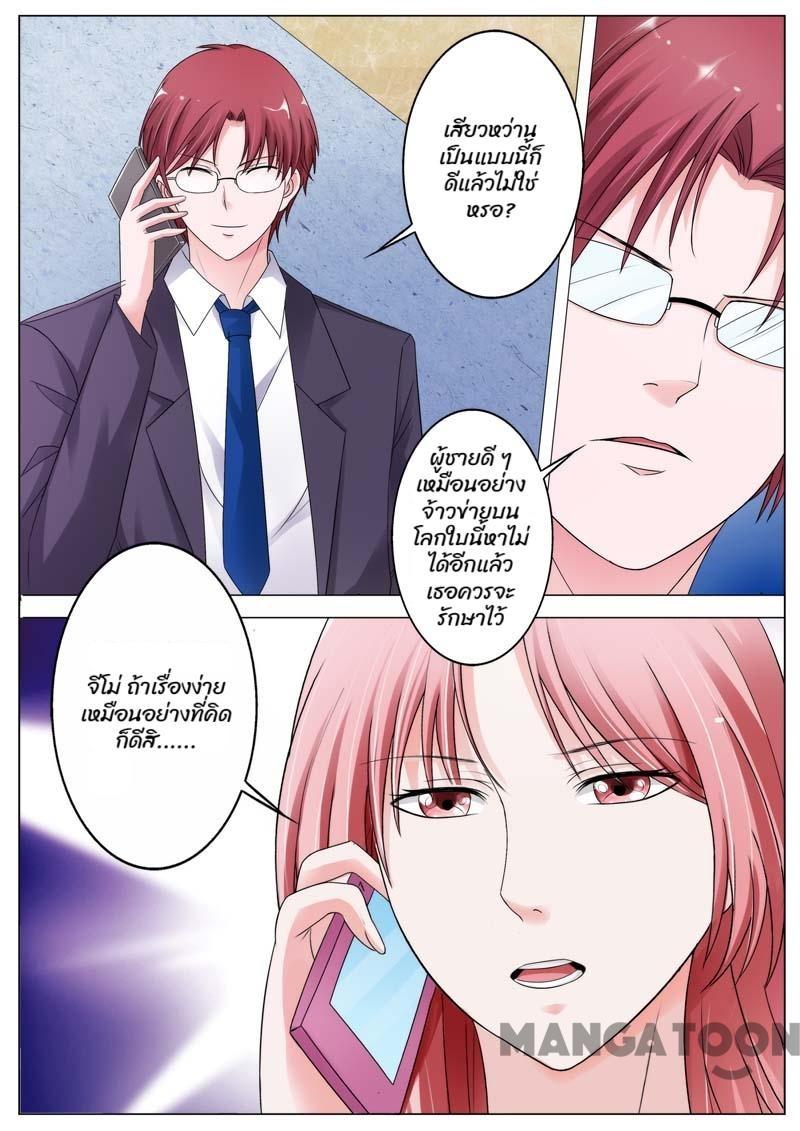 เสียวหว่าน
เป็นแบบนี้ก็
ดีแล้วไม่ใช่
หรอ?
ผู้ชายดี ๆ
เหมือนอย่าง
จ้าวข่ายบน
โลกใบนี้หาไม่
ได้อีกแล้ว
เธอควรจะ
รักษาไว้
จีโม่ ถ้าเรื่องง่าย
เหมือนอย่างที่คิด
ก็ดีสิ......
MANGATOON